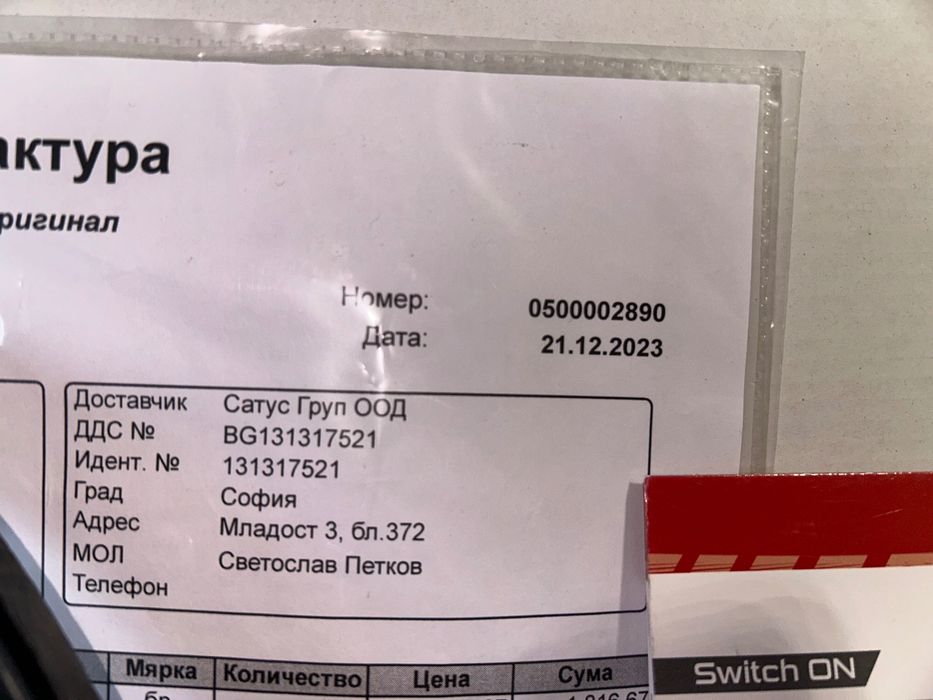 актура
ригинал
Номер: 0500002890
Дата: 21.12.2023
Доставчик Сатус Груп ООД
ДДС № BG131317521
Идент. № 131317521
Град София
Адрес Младост 3, бл.372
МОЛ Светослав Петков
Телефон
Мярка Количество Цена Сума
бр
Switch ON